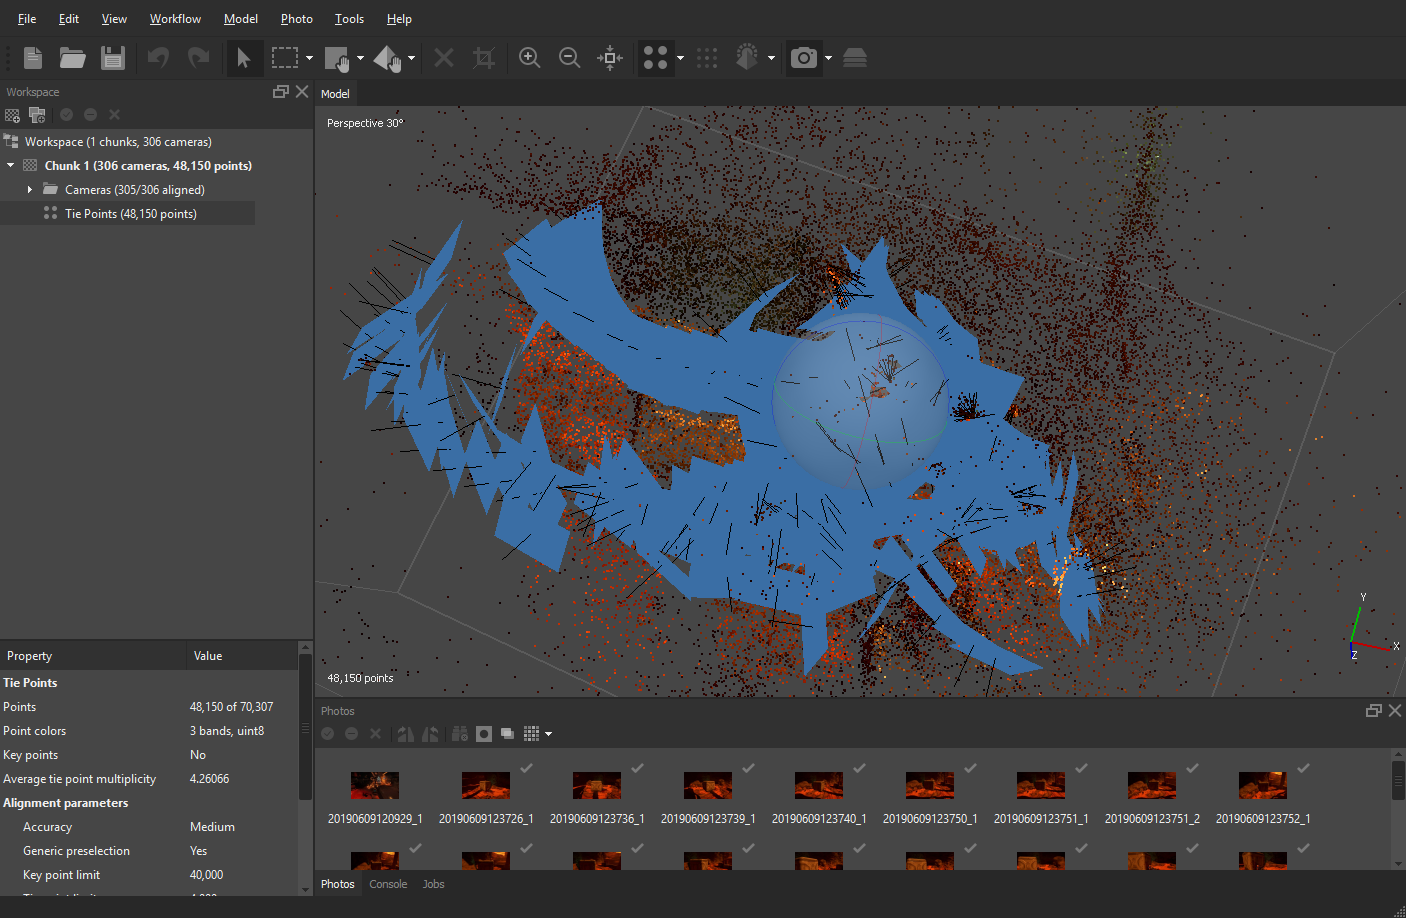 File Edit View Workflow Model Photo Tools Help
Workspace
Workspace (1 chunks, 306 cameras)
Chunk 1 (306 cameras, 48,150 points)
Cameras (305/306 aligned)
Tie Points (48,150 points)
Model
Perspective 30°
Y
X
Z
48,150 points
Property Value
Tie Points
Points 48,150 of 70,307
Point colors 3 bands, uint8
Key points No
Average tie point multiplicity 4.26066
Alignment parameters
Accuracy Medium
Generic preselection Yes
Key point limit 40,000
Photos
20190609120929_1 20190609123726_1 20190609123736_1 20190609123739_1 20190609123740_1 20190609123750_1 20190609123751_1 20190609123751_2 20190609123752_1
Photos Console Jobs